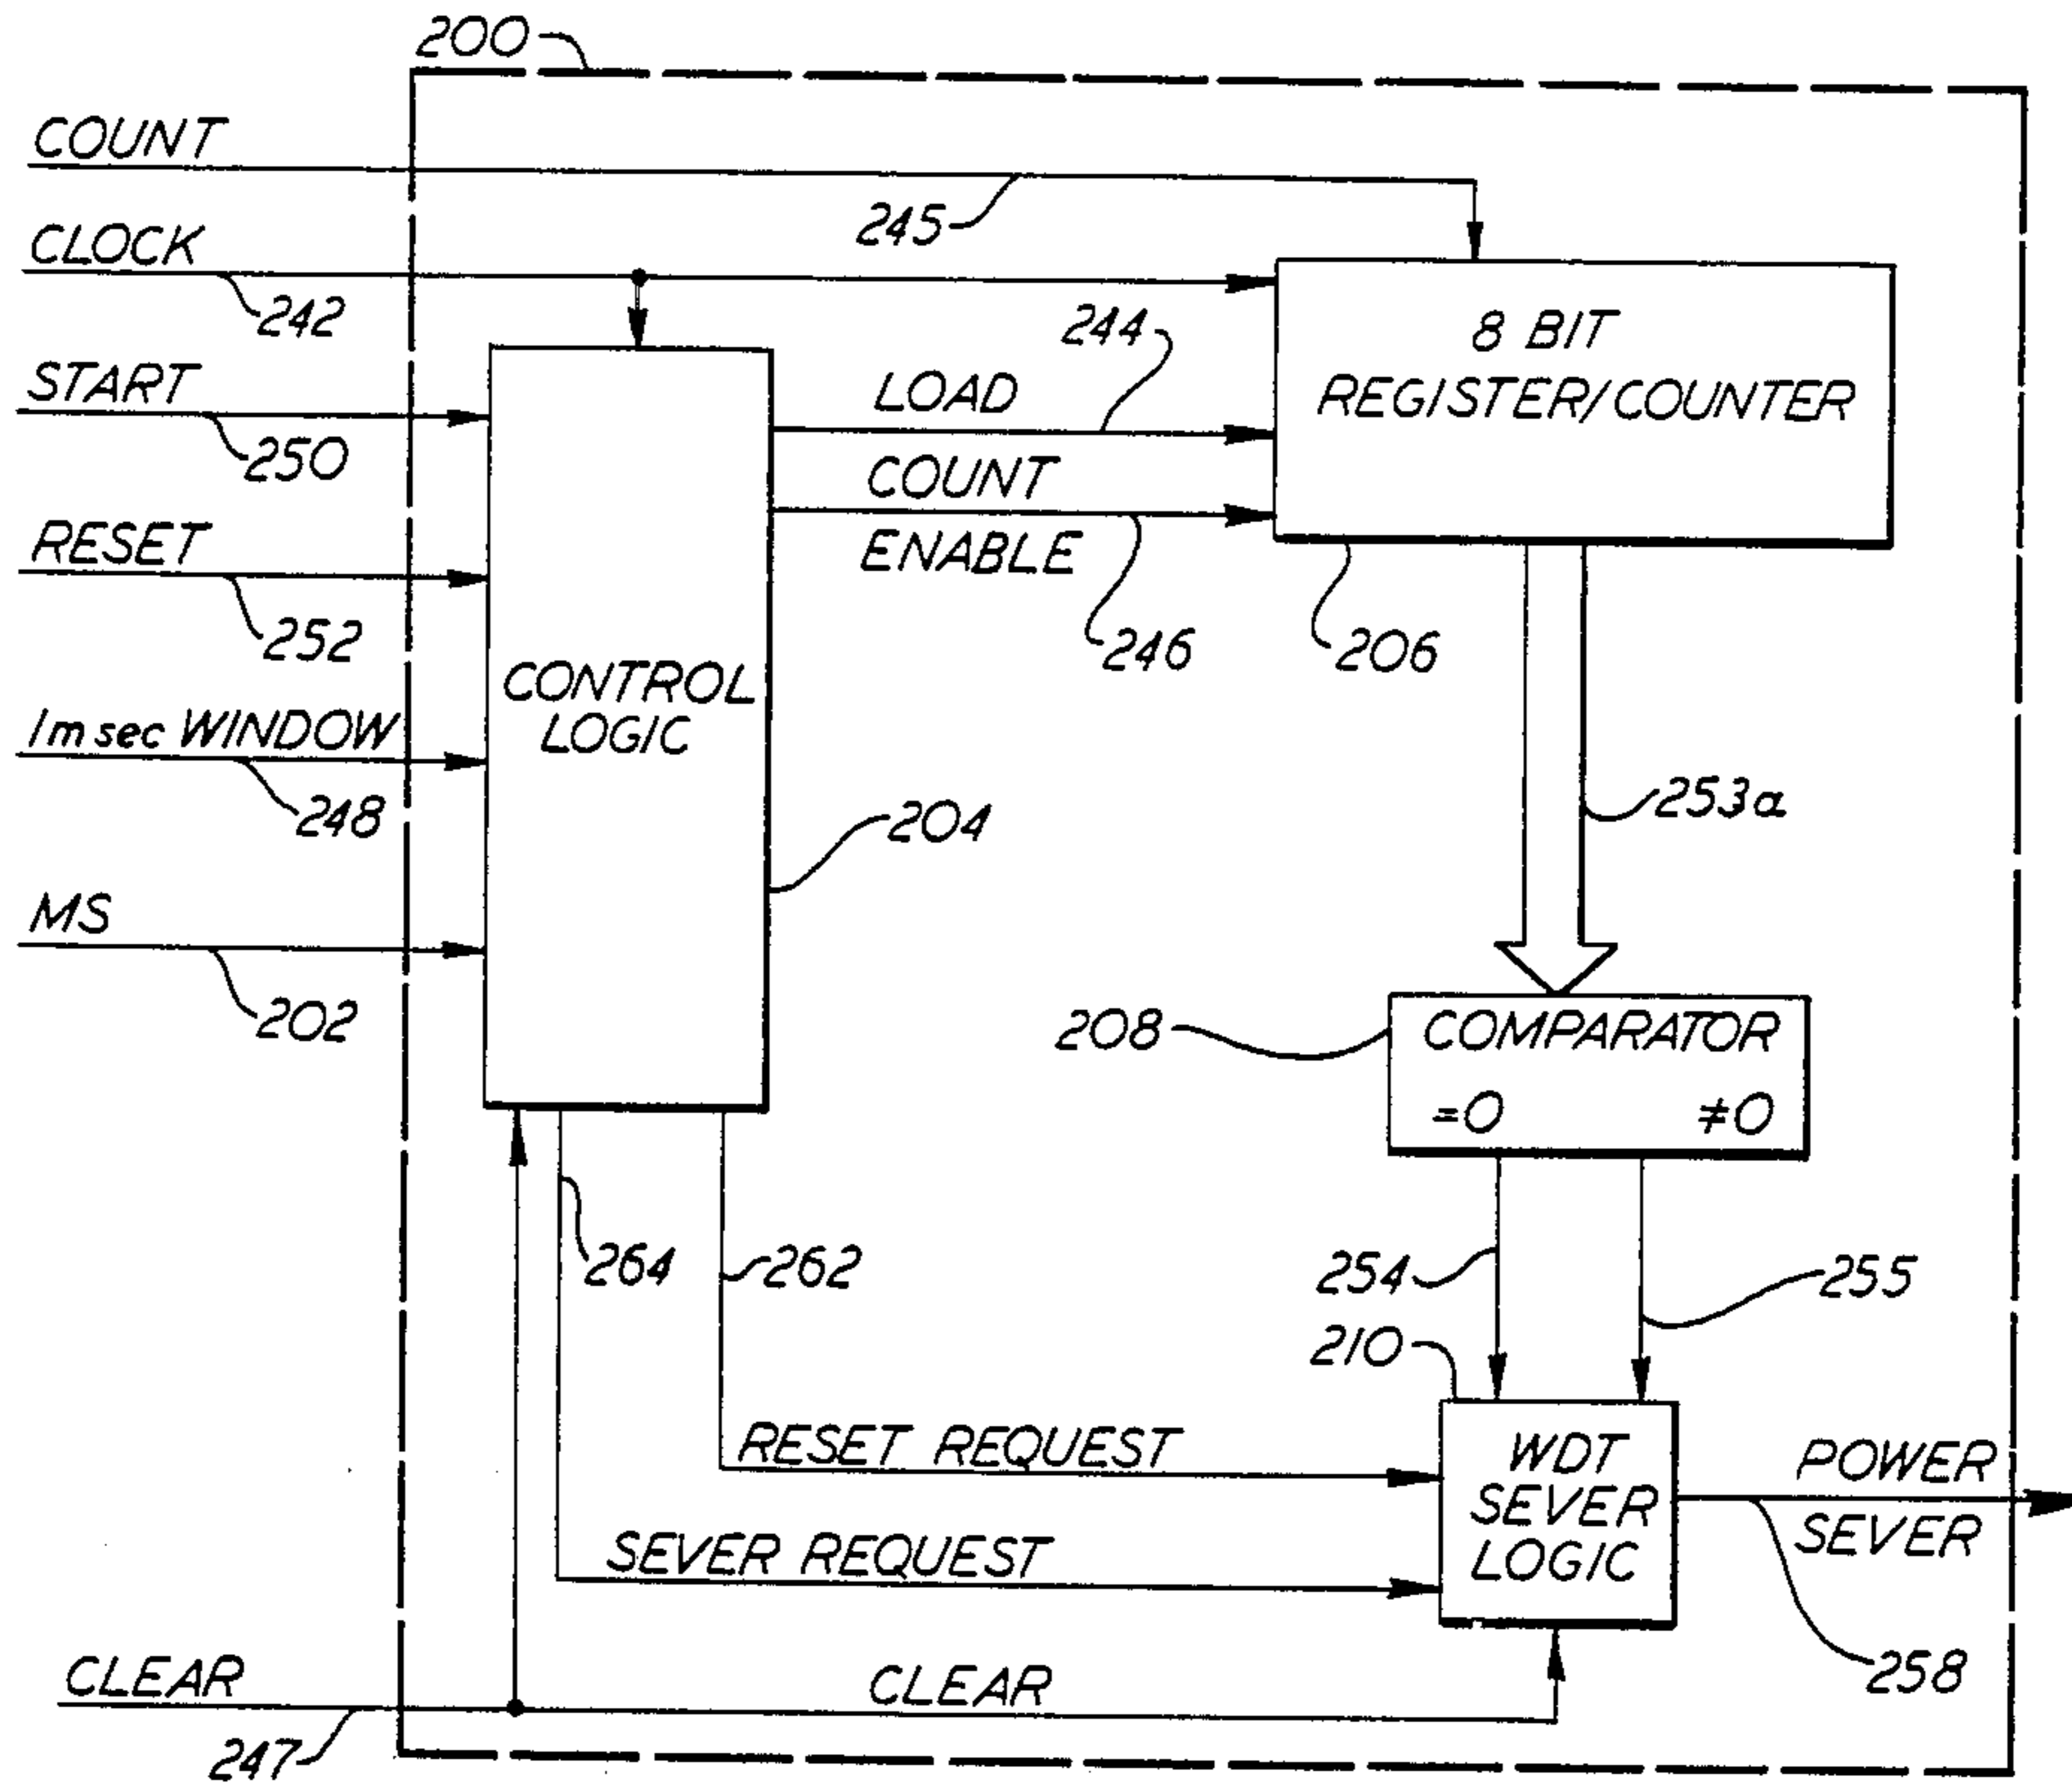 200
COUNT
245
CLOCK
242
8 BIT
REGISTER/COUNTER
244
START
250
LOAD
COUNT
ENABLE
246
206
RESET
252
CONTROL
LOGIC
1m sec WINDOW
248
204
253a
MS
202
208
COMPARATOR
=0 ≠0
264
262
254
255
210
RESET REQUEST
WDT
SEVER
LOGIC
POWER
SEVER
SEVER REQUEST
258
CLEAR
CLEAR
247